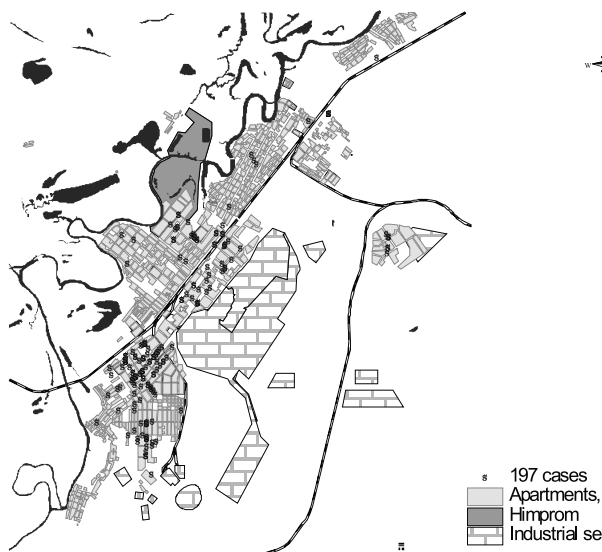 W
s 197 cases
Apartments,
Himprom
Industrial se